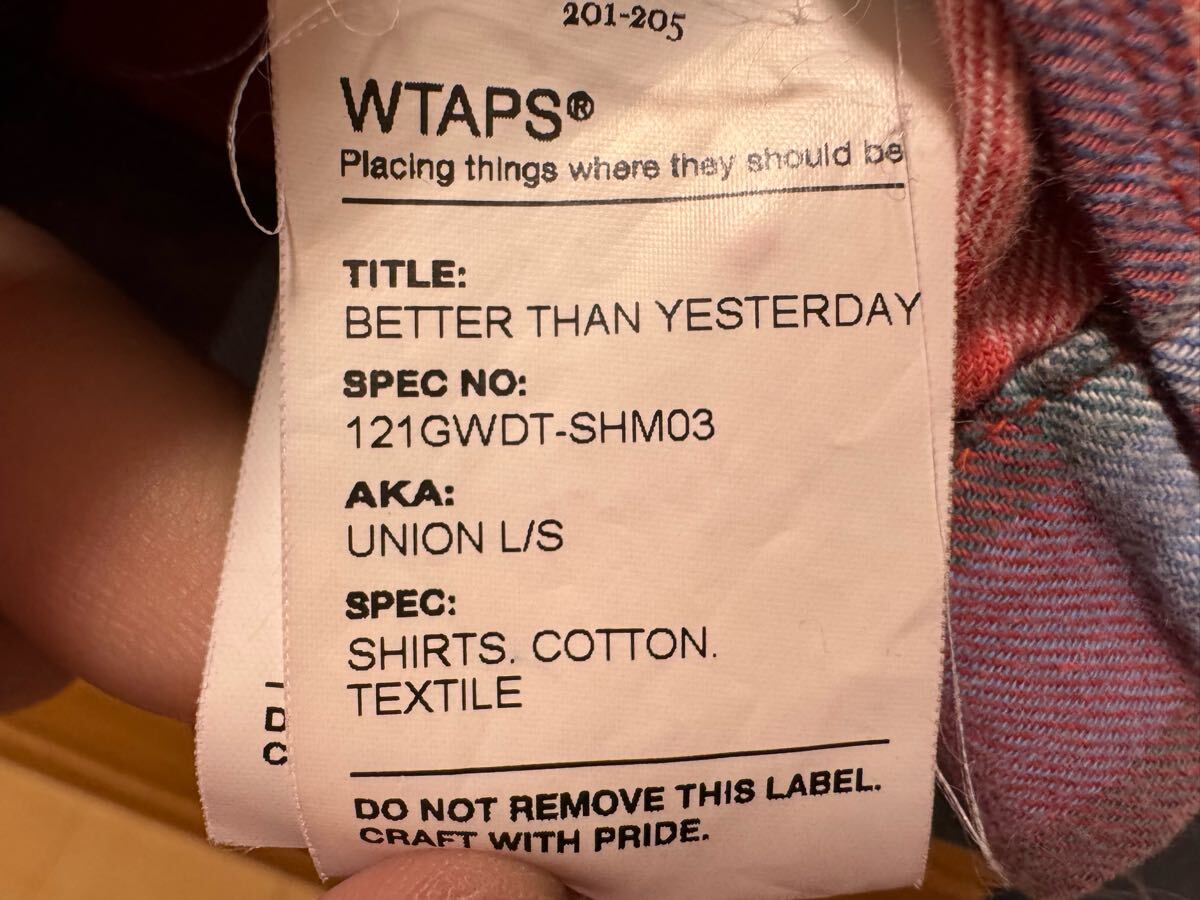 201-205
WTAPS®
Placing things where they should be
TITLE:
BETTER THAN YESTERDAY
SPEC NO:
121GWDT-SHM03
AKA:
UNION L/S
SPEC:
SHIRTS. COTTON.
TEXTILE
DO NOT REMOVE THIS LABEL.
CRAFT WITH PRIDE.
D
C